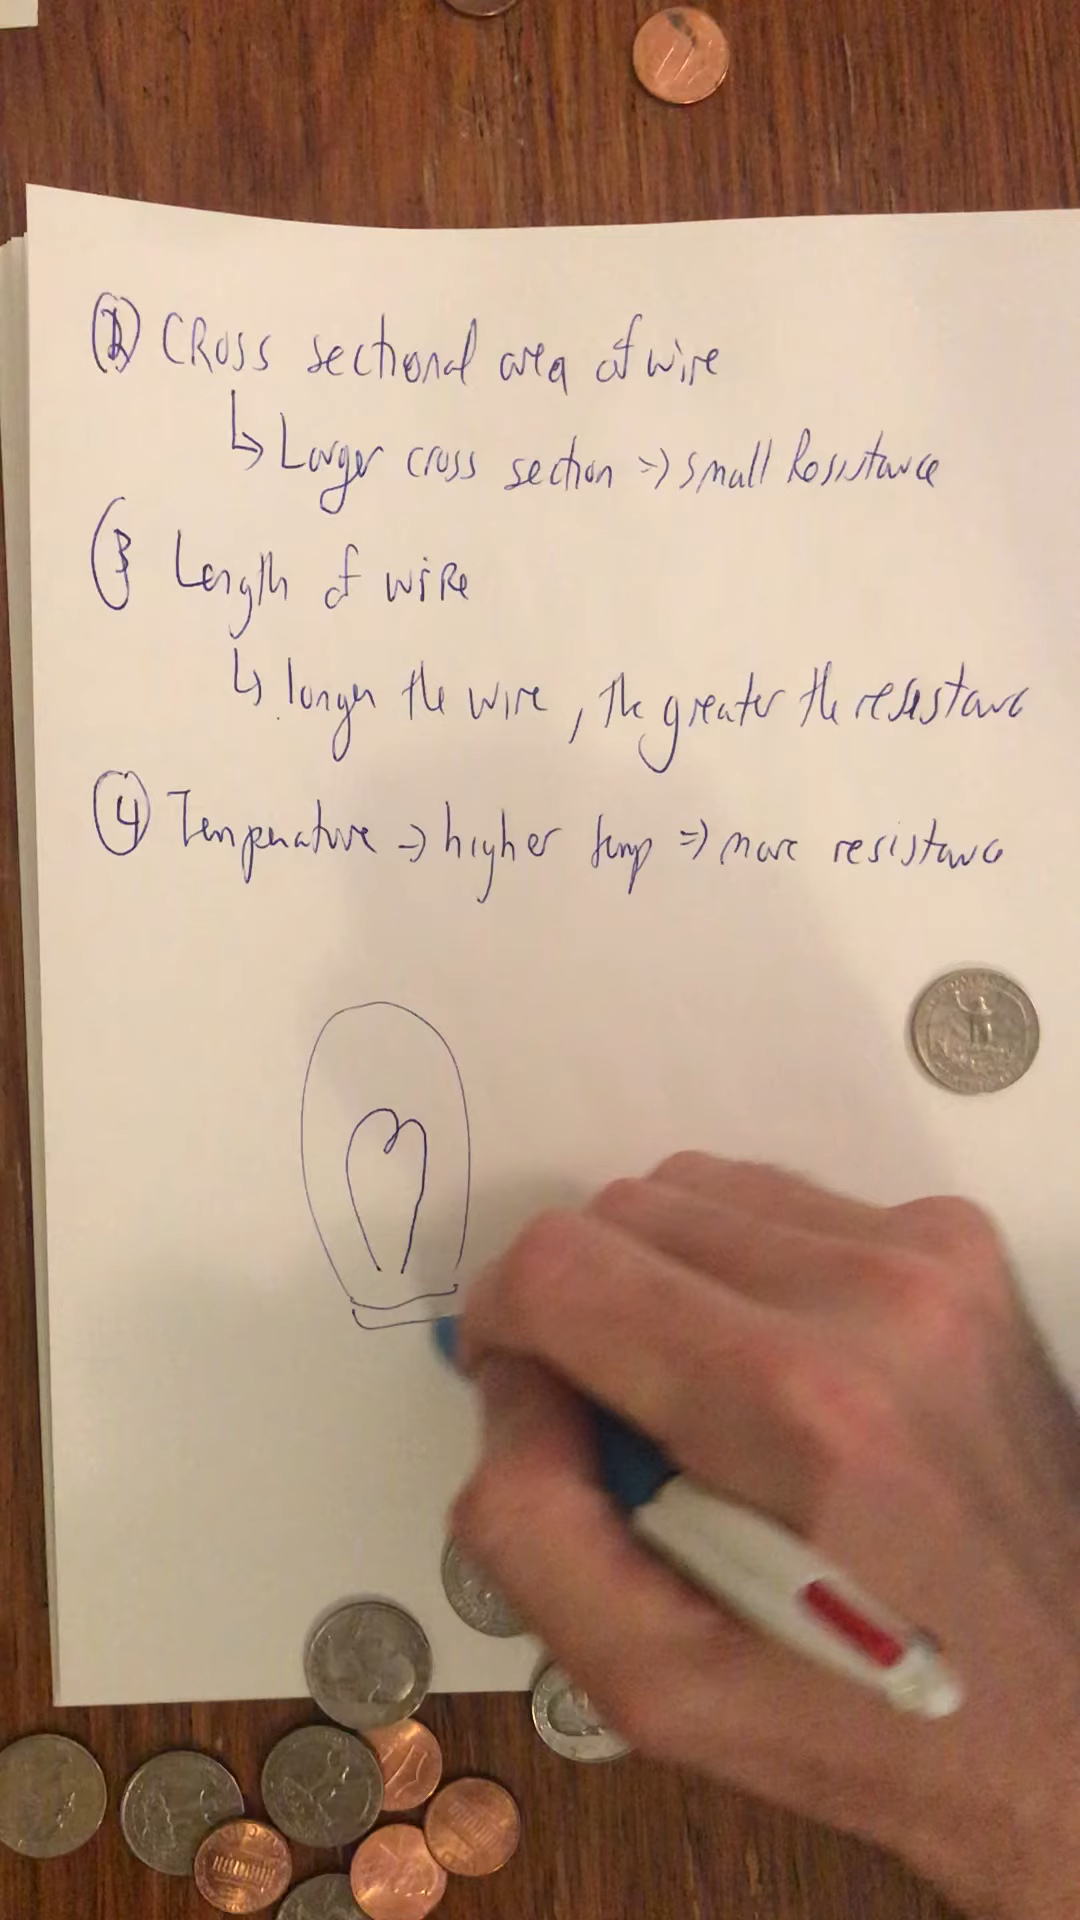 ② CROSS sectional area of wire
↳ Larger cross section => small Resistance
③ Length of wire
↳ longer the wire, the greater the resistance
④ Temperature → higher temp => more resistance